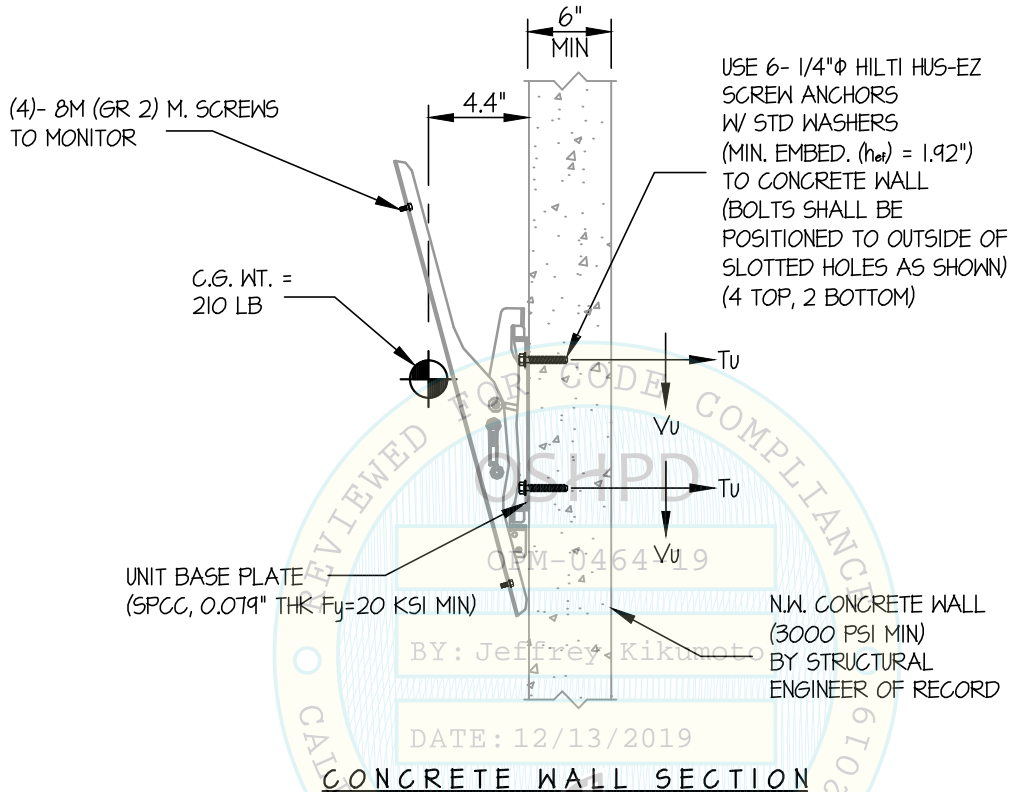 6"
MIN
4.4"
(4)- 8M (GR 2) M. SCREWS
TO MONITOR
USE 6- 1/4"Φ HILTI HUS-EZ
SCREW ANCHORS
W/ STD WASHERS
(MIN. EMBED. (hef) = 1.92")
TO CONCRETE WALL
(BOLTS SHALL BE
POSITIONED TO OUTSIDE OF
SLOTTED HOLES AS SHOWN)
(4 TOP, 2 BOTTOM)
C.G. WT. =
210 LB
Tu
Vu
Tu
Vu
UNIT BASE PLATE
(SPCC, 0.079" THK Fy=20 KSI MIN)
N.W. CONCRETE WALL
(3000 PSI MIN)
BY STRUCTURAL
ENGINEER OF RECORD
REVIEWED FOR CODE COMPLIANCE
OSHPD
OPM-0464-19
BY: Jeffrey Kikumoto
DATE: 12/13/2019
CAL
2019
CONCRETE WALL SECTION